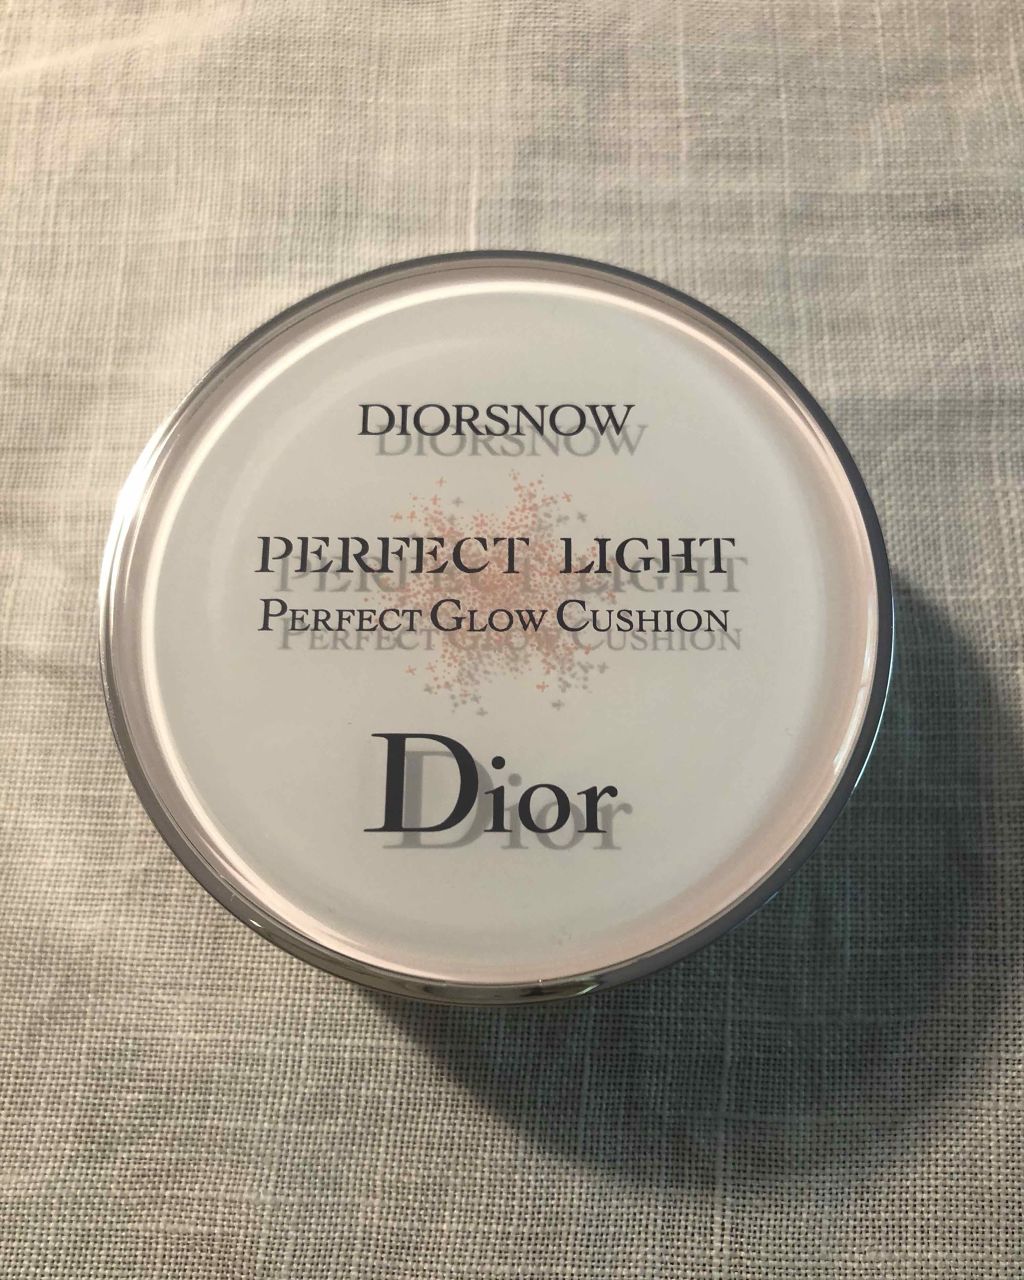 DIORSNOW
PERFECT LIGHT
PERFECT GLOW CUSHION
Dior